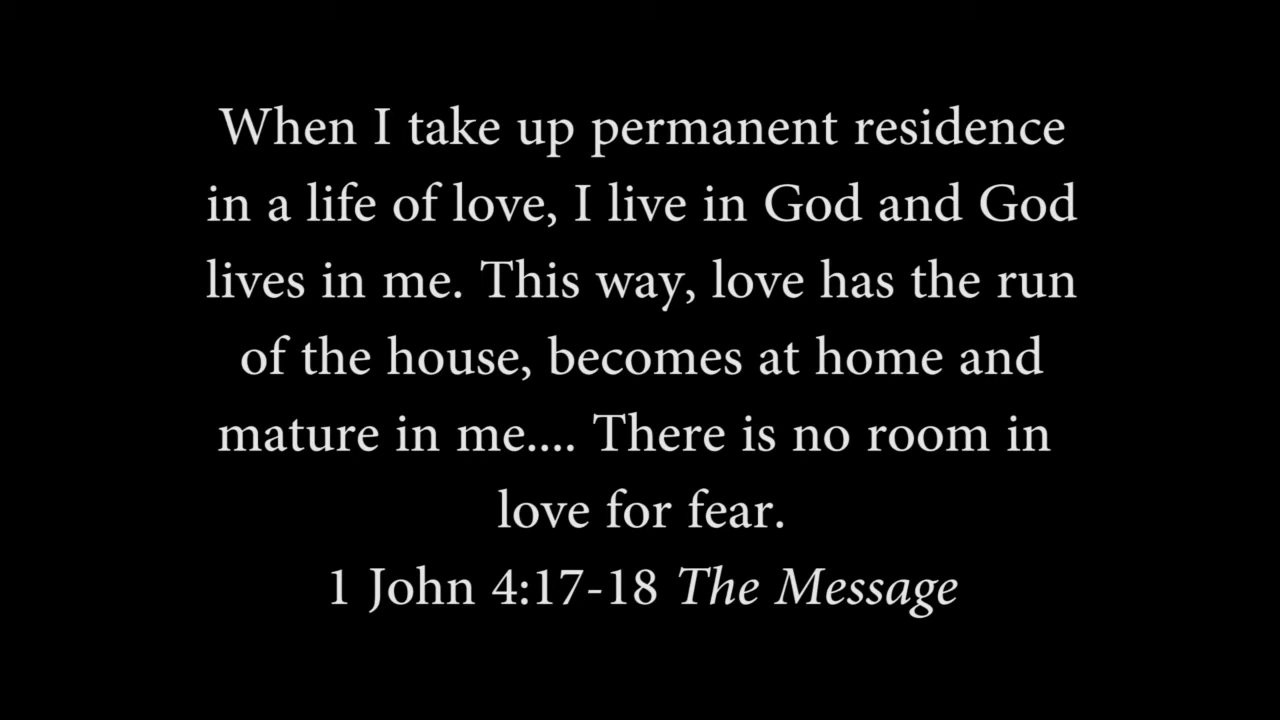 When I take up permanent residence
in a life of love, I live in God and God
lives in me. This way, love has the run
of the house, becomes at home and
mature in me.... There is no room in
love for fear.
1 John 4:17-18 The Message